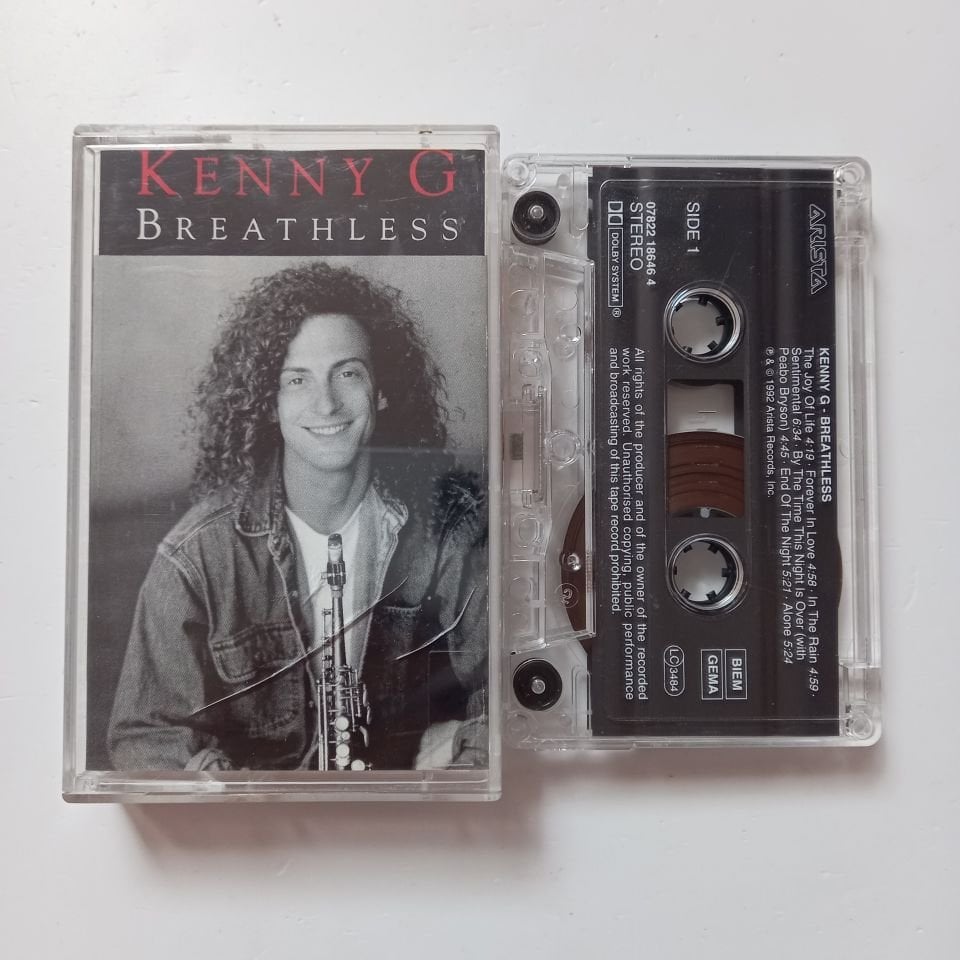 KENNY G
BREATHLESS
ARISTA
KENNY G - BREATHLESS
The Joy Of Life 4:19 · Forever In Love 4:58 · In The Rain 4:59 ·
Sentimental 6:34 · By The Time This Night Is Over (with
Peabo Bryson) 4:45 · End Of The Night 5:21 · Alone 5:24
℗ & © 1992 Arista Records, Inc.
SIDE 1
BIEM
GEMA
LC 3484
07822 18646 4
STEREO
DOLBY SYSTEM ®
All rights of the producer and of the owner of the recorded
work reserved. Unauthorised copying, public performance
and broadcasting of this tape record prohibited.